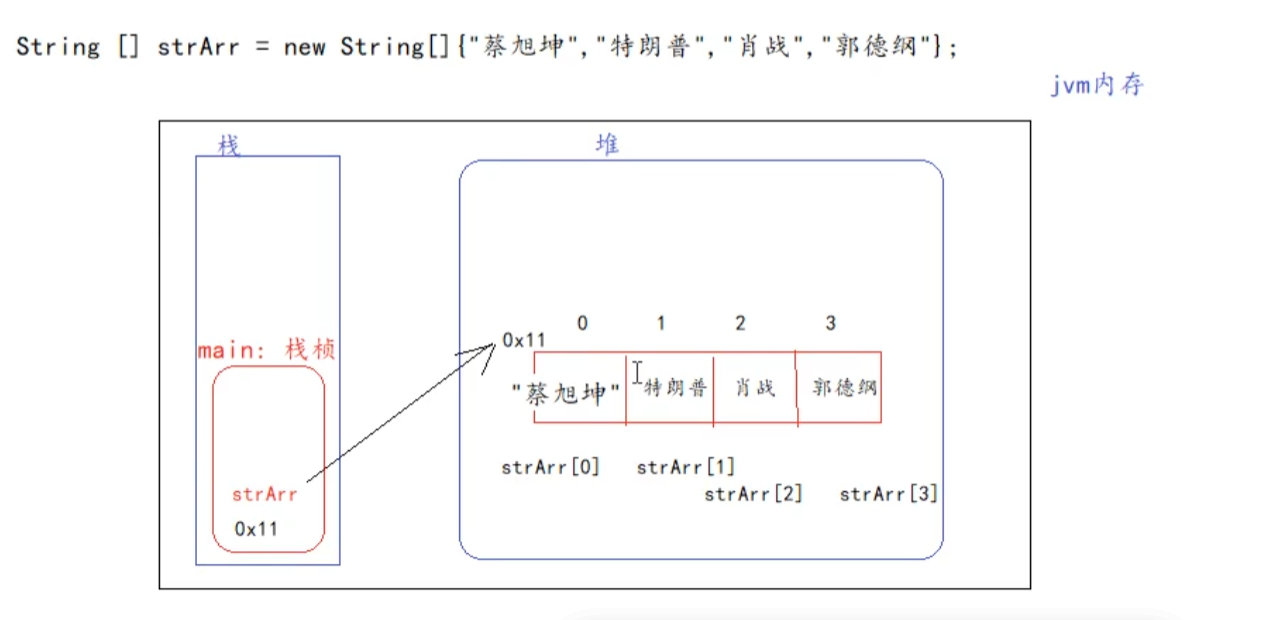 String [] strArr = new String[]{"蔡旭坤","特朗普","肖战","郭德纲"};
jvm内存
栈 堆
0 1 2 3
0x11
main: 栈桢
"蔡旭坤" 特朗普 肖战 郭德纲
strArr[0] strArr[1]
strArr strArr[2] strArr[3]
0x11